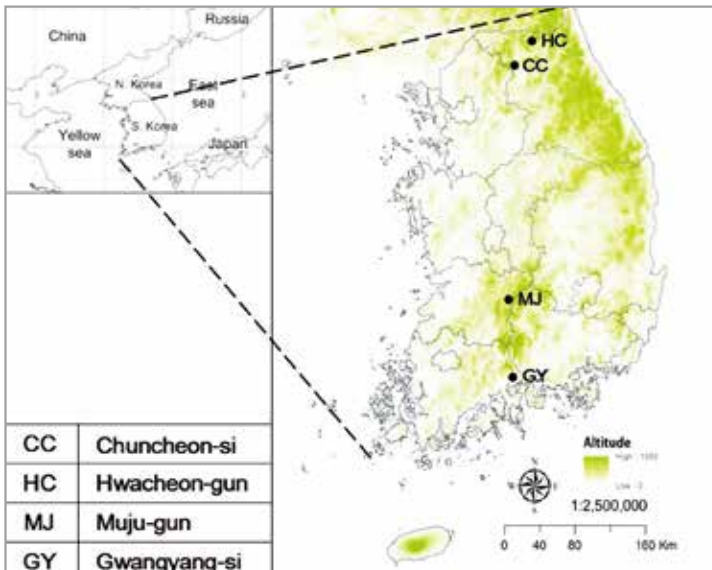 China
Russia
N. Korea
East
sea
S. Korea
Yellow
sea
Japan
HC
CC
MJ
GY
CC Chuncheon-si
HC Hwacheon-gun
MJ Muju-gun
GY Gwangyang-si
Altitude
N
1:2,500,000
0 40 80 160 Km